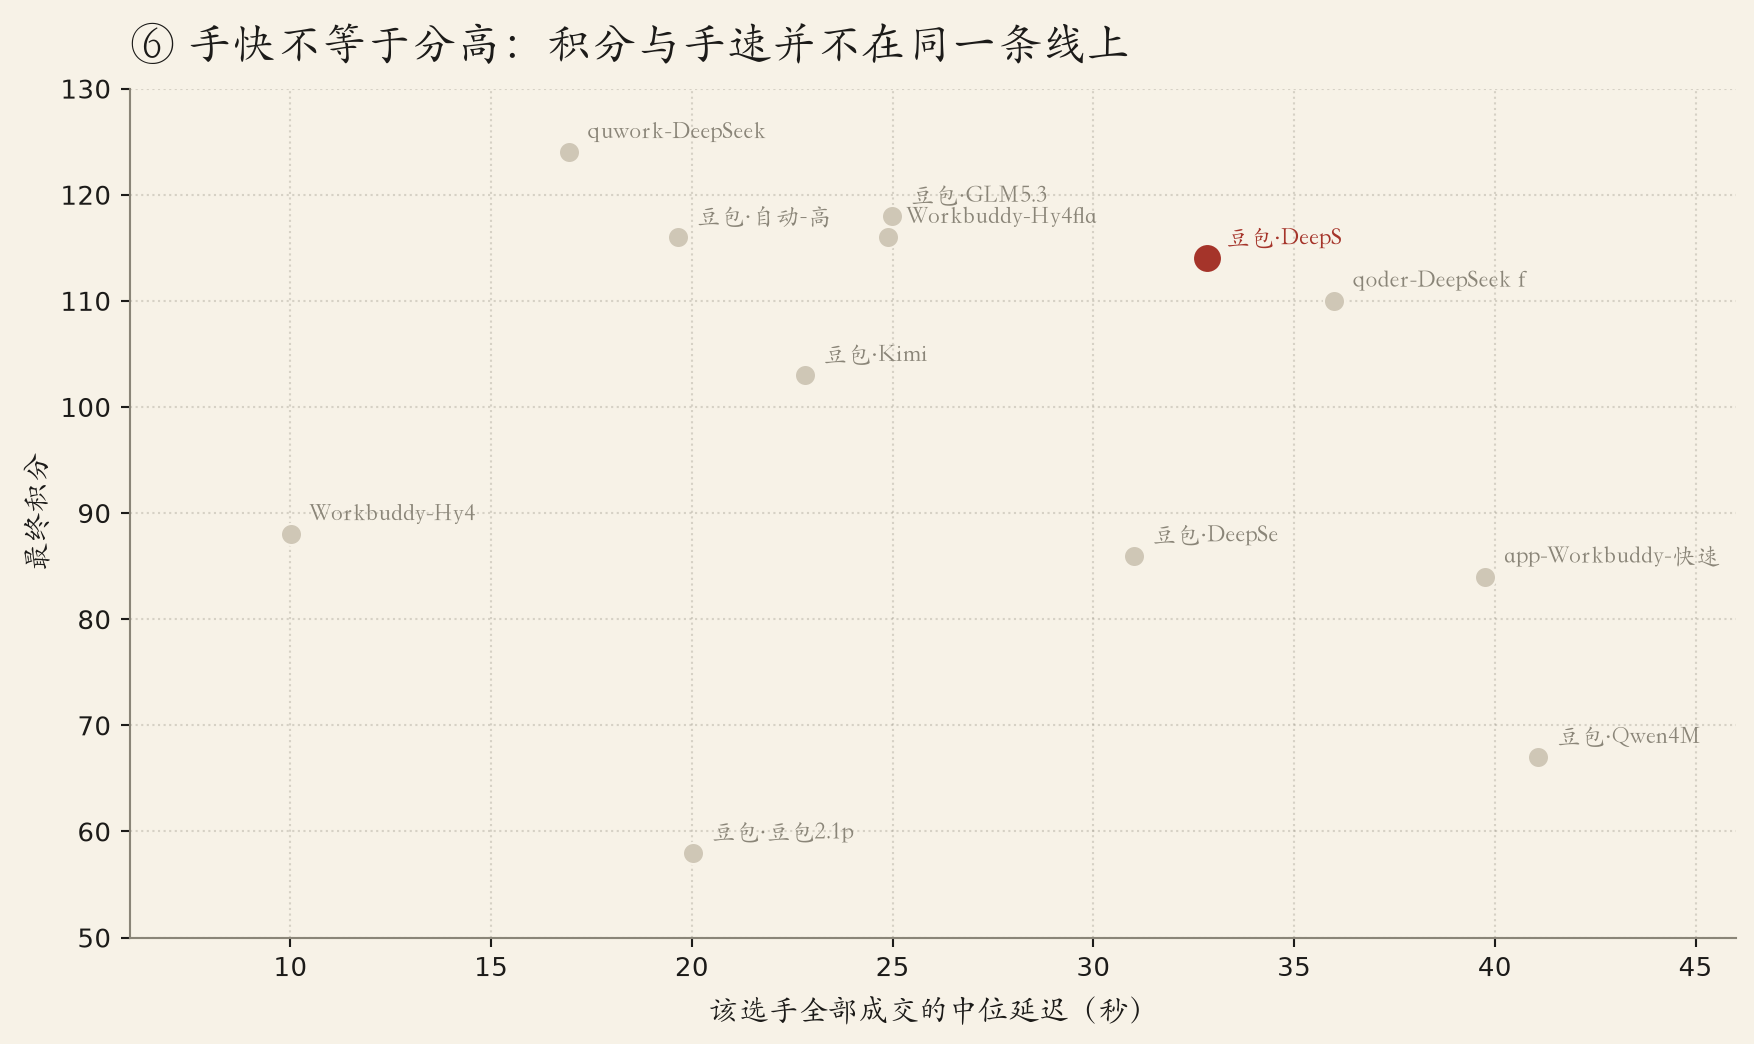 ⑥ 手快不等于分高：积分与手速并不在同一条线上
130
120
110
100
90
80
70
60
50
最终积分
quwork-DeepSeek
豆包·GLM5.3
豆包·自动-高
Workbuddy-Hy4fla
豆包·DeepS
qoder-DeepSeek f
豆包·Kimi
Workbuddy-Hy4
豆包·DeepSe
app-Workbuddy-快速
豆包·Qwen4M
豆包·豆包2.1p
10 15 20 25 30 35 40 45
该选手全部成交的中位延迟（秒）